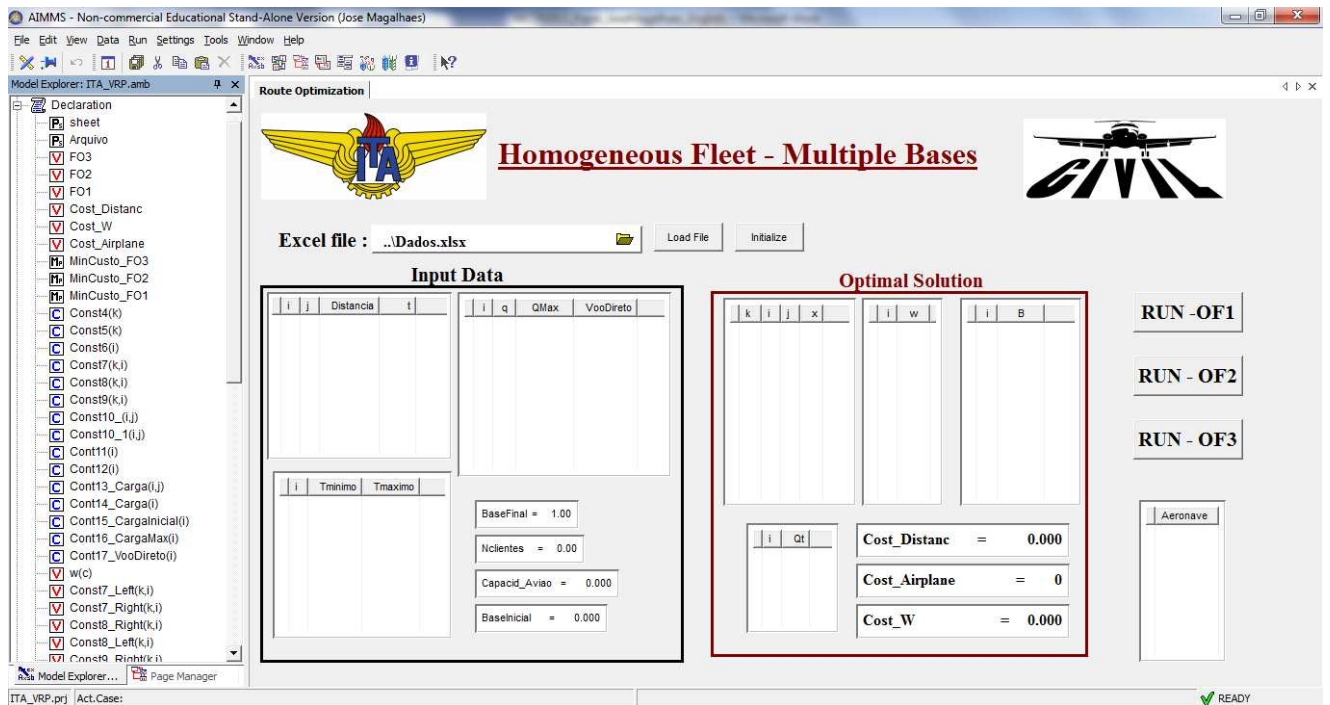 AIMMS - Non-commercial Educational Stand-Alone Version (Jose Magalhaes)
File Edit View Data Run Settings Tools Window Help
Model Explorer: ITA_VRP.amb
Declaration
Ps sheet
Ps Arquivo
V FO3
V FO2
V FO1
V Cost_Distanc
V Cost_W
V Cost_Airplane
MP MinCusto_FO3
MP MinCusto_FO2
MP MinCusto_FO1
C Const4(k)
C Const5(k)
C Const6(i)
C Const7(k,i)
C Const8(k,i)
C Const9(k,i)
C Const10_(i,j)
C Const10_1(i,j)
C Cont11(i)
C Cont12(i)
C Cont13_Carga(i,j)
C Cont14_Carga(i)
C Cont15_CargaInicial(i)
C Cont16_CargaMax(i)
C Cont17_VooDireto(i)
V w(c)
V Const7_Left(k,i)
V Const7_Right(k,i)
V Const8_Right(k,i)
V Const8_Left(k,i)
V Const9_Right(k,i)
Model Explorer... Page Manager
Route Optimization
ITA
Homogeneous Fleet - Multiple Bases
CIVIL
Excel file : ..\Dados.xlsx Load File Initialize
Input Data
i j Distancia t
i q QMax VooDireto
i Tminimo Tmaximo
BaseFinal = 1.00
Nclientes = 0.00
Capacid_Aviao = 0.000
BaseInicial = 0.000
Optimal Solution
k i j x
i w
i B
i Qt
Cost_Distanc = 0.000
Cost_Airplane = 0
Cost_W = 0.000
RUN -OF1
RUN - OF2
RUN - OF3
Aeronave
ITA_VRP.prj Act.Case: READY